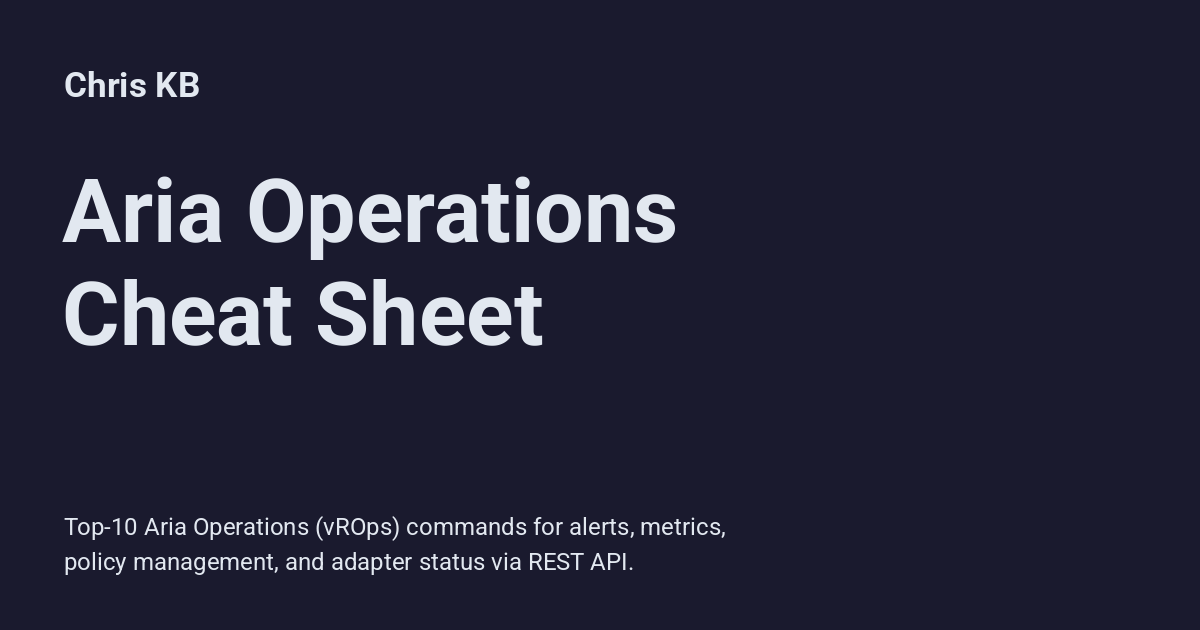 Chris KB
Aria Operations
Cheat Sheet
Top-10 Aria Operations (vROps) commands for alerts, metrics,
policy management, and adapter status via REST API.